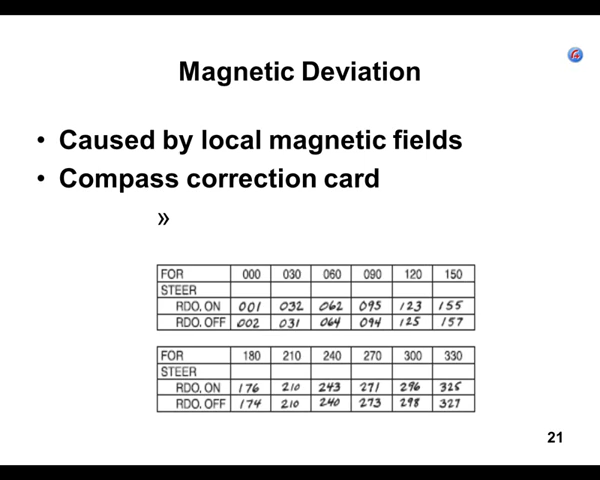 Magnetic Deviation
• Caused by local magnetic fields
• Compass correction card
»
FOR 000 030 060 090 120 150
STEER
RDO. ON 001 032 062 095 123 155
RDO. OFF 002 031 064 094 125 157
FOR 180 210 240 270 300 330
STEER
RDO. ON 176 210 243 271 296 325
RDO. OFF 174 210 240 273 298 327
21